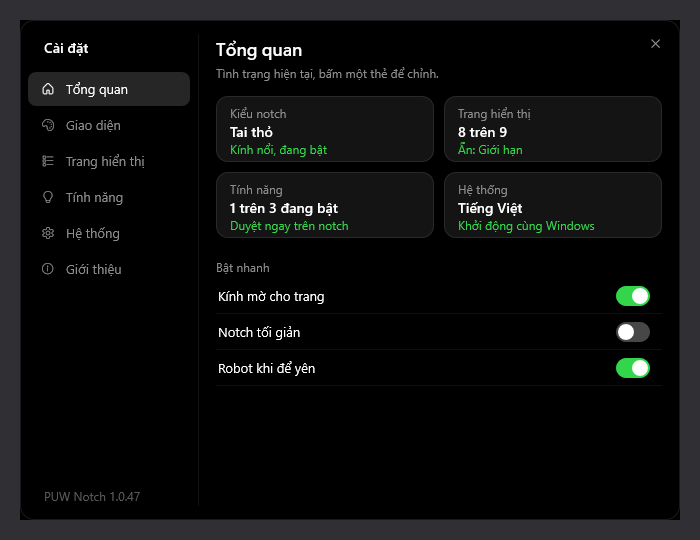 Cài đặt
Tổng quan
Giao diện
Trang hiển thị
Tính năng
Hệ thống
Giới thiệu
PUW Notch 1.0.47
Tổng quan
Tình trạng hiện tại, bấm một thẻ để chỉnh.
Kiểu notch
Tai thỏ
Kính nổi, đang bật
Trang hiển thị
8 trên 9
Ẩn: Giới hạn
Tính năng
1 trên 3 đang bật
Duyệt ngay trên notch
Hệ thống
Tiếng Việt
Khởi động cùng Windows
Bật nhanh
Kính mờ cho trang
Notch tối giản
Robot khi để yên